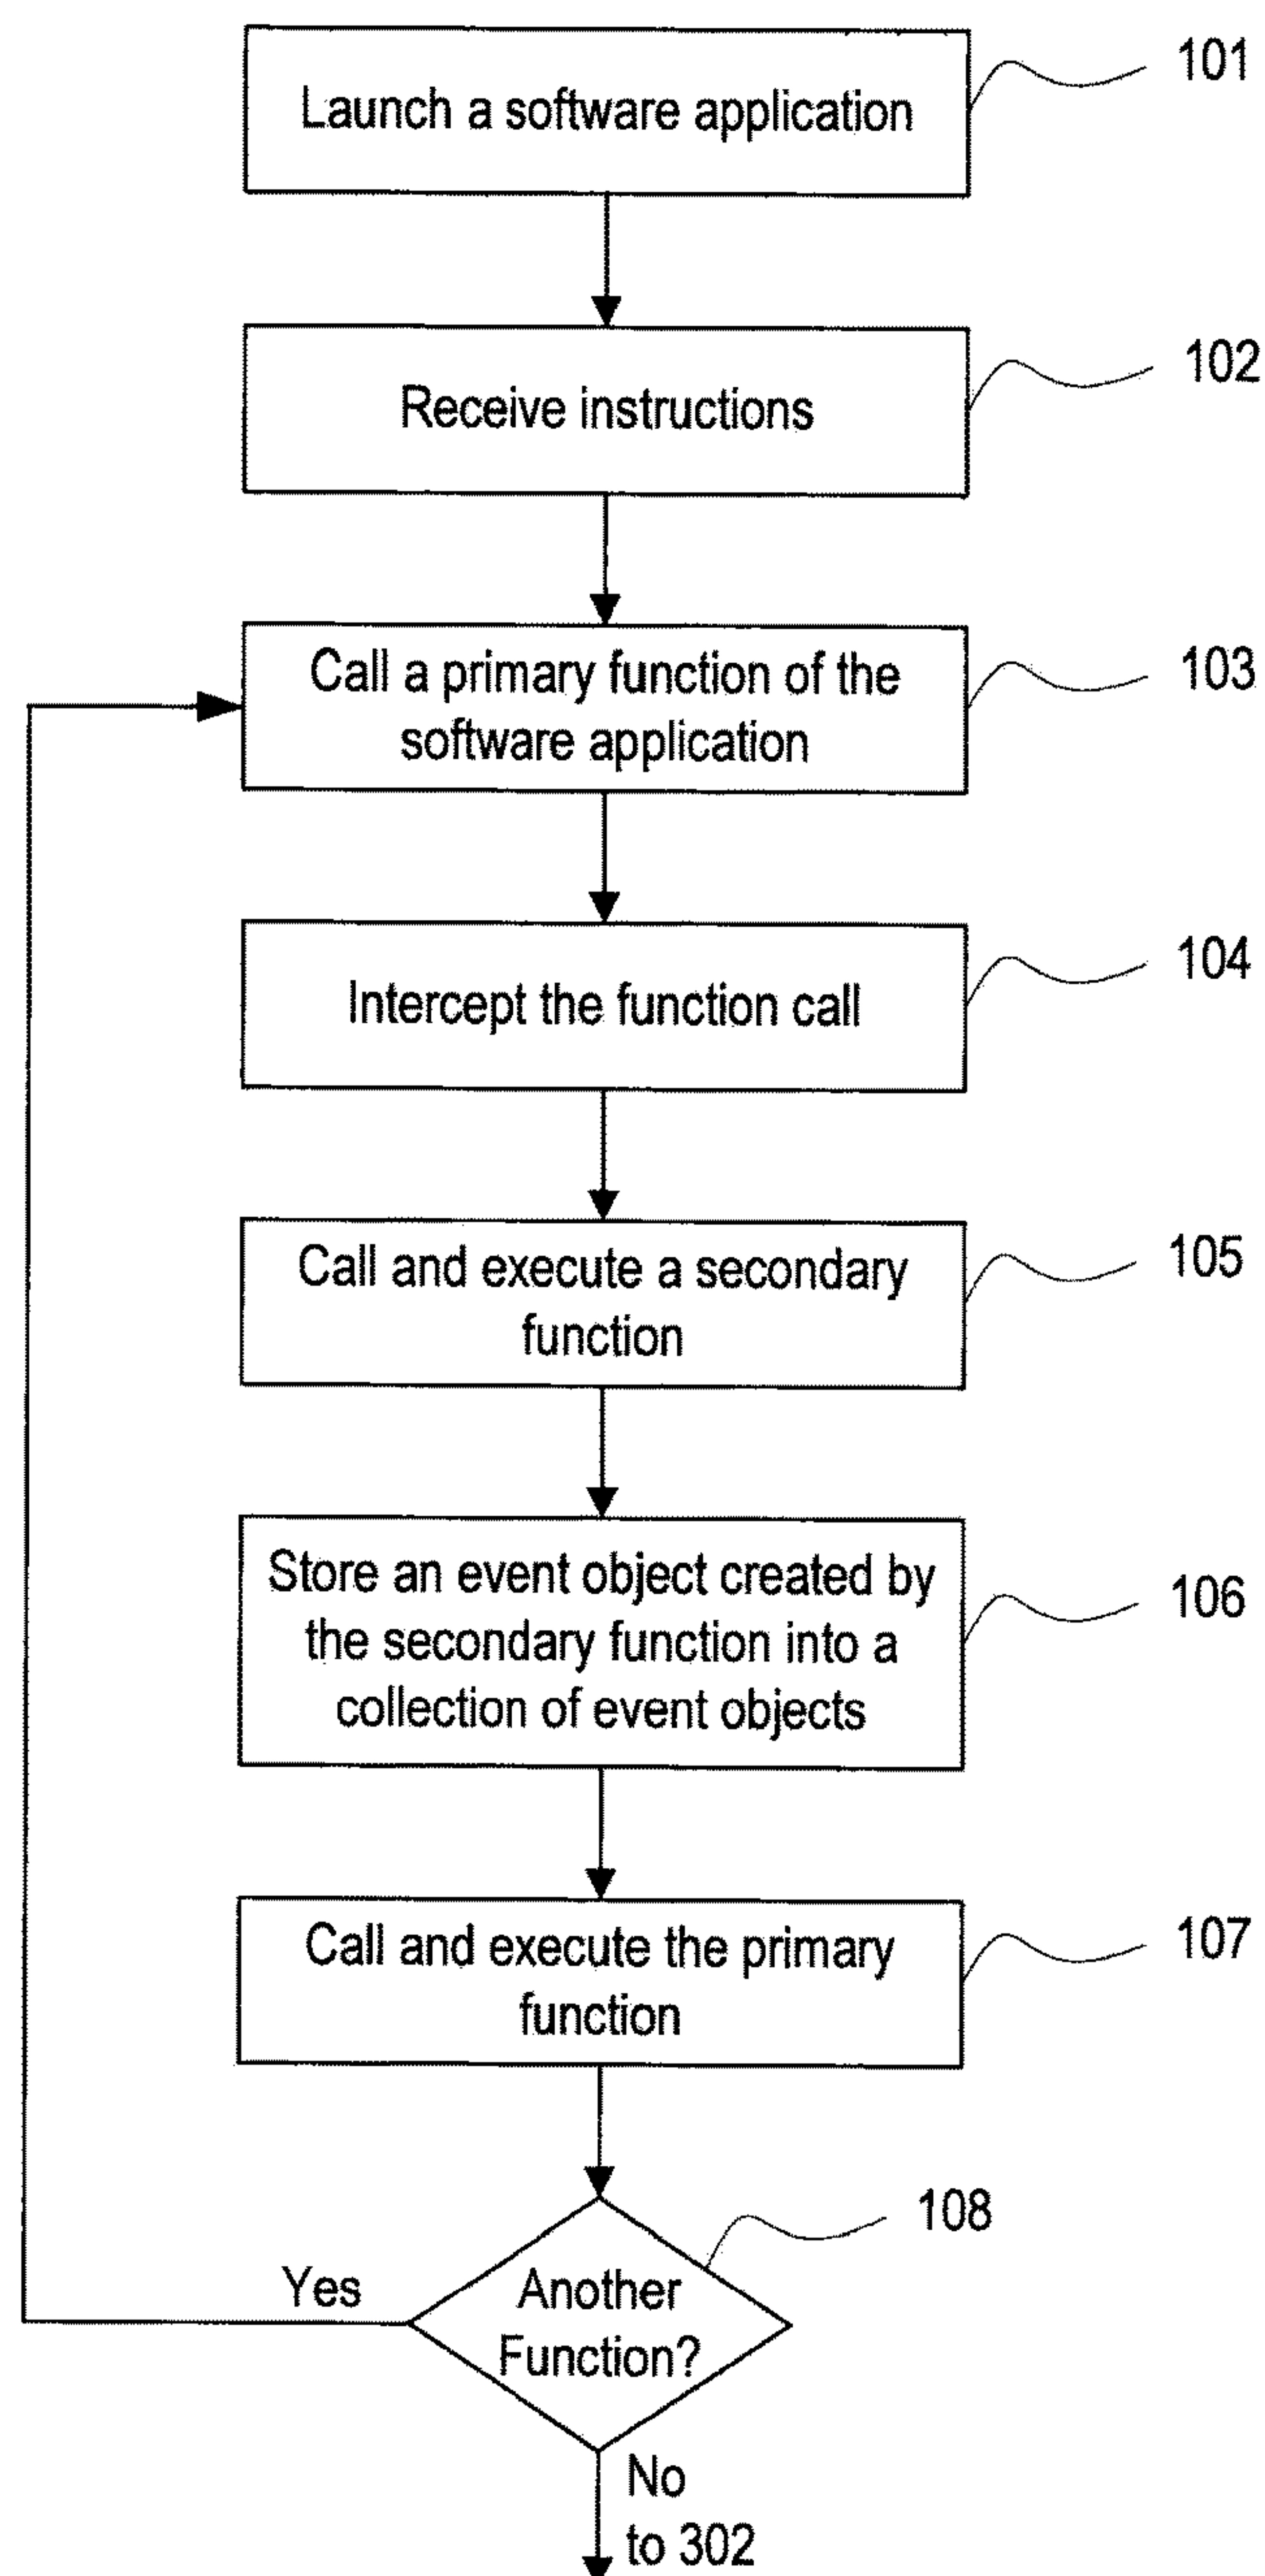 Launch a software application
101
Receive instructions
102
Call a primary function of the
software application
103
Intercept the function call
104
Call and execute a secondary
function
105
Store an event object created by
the secondary function into a
collection of event objects
106
Call and execute the primary
function
107
Another
Function?
108
Yes
No
to 302